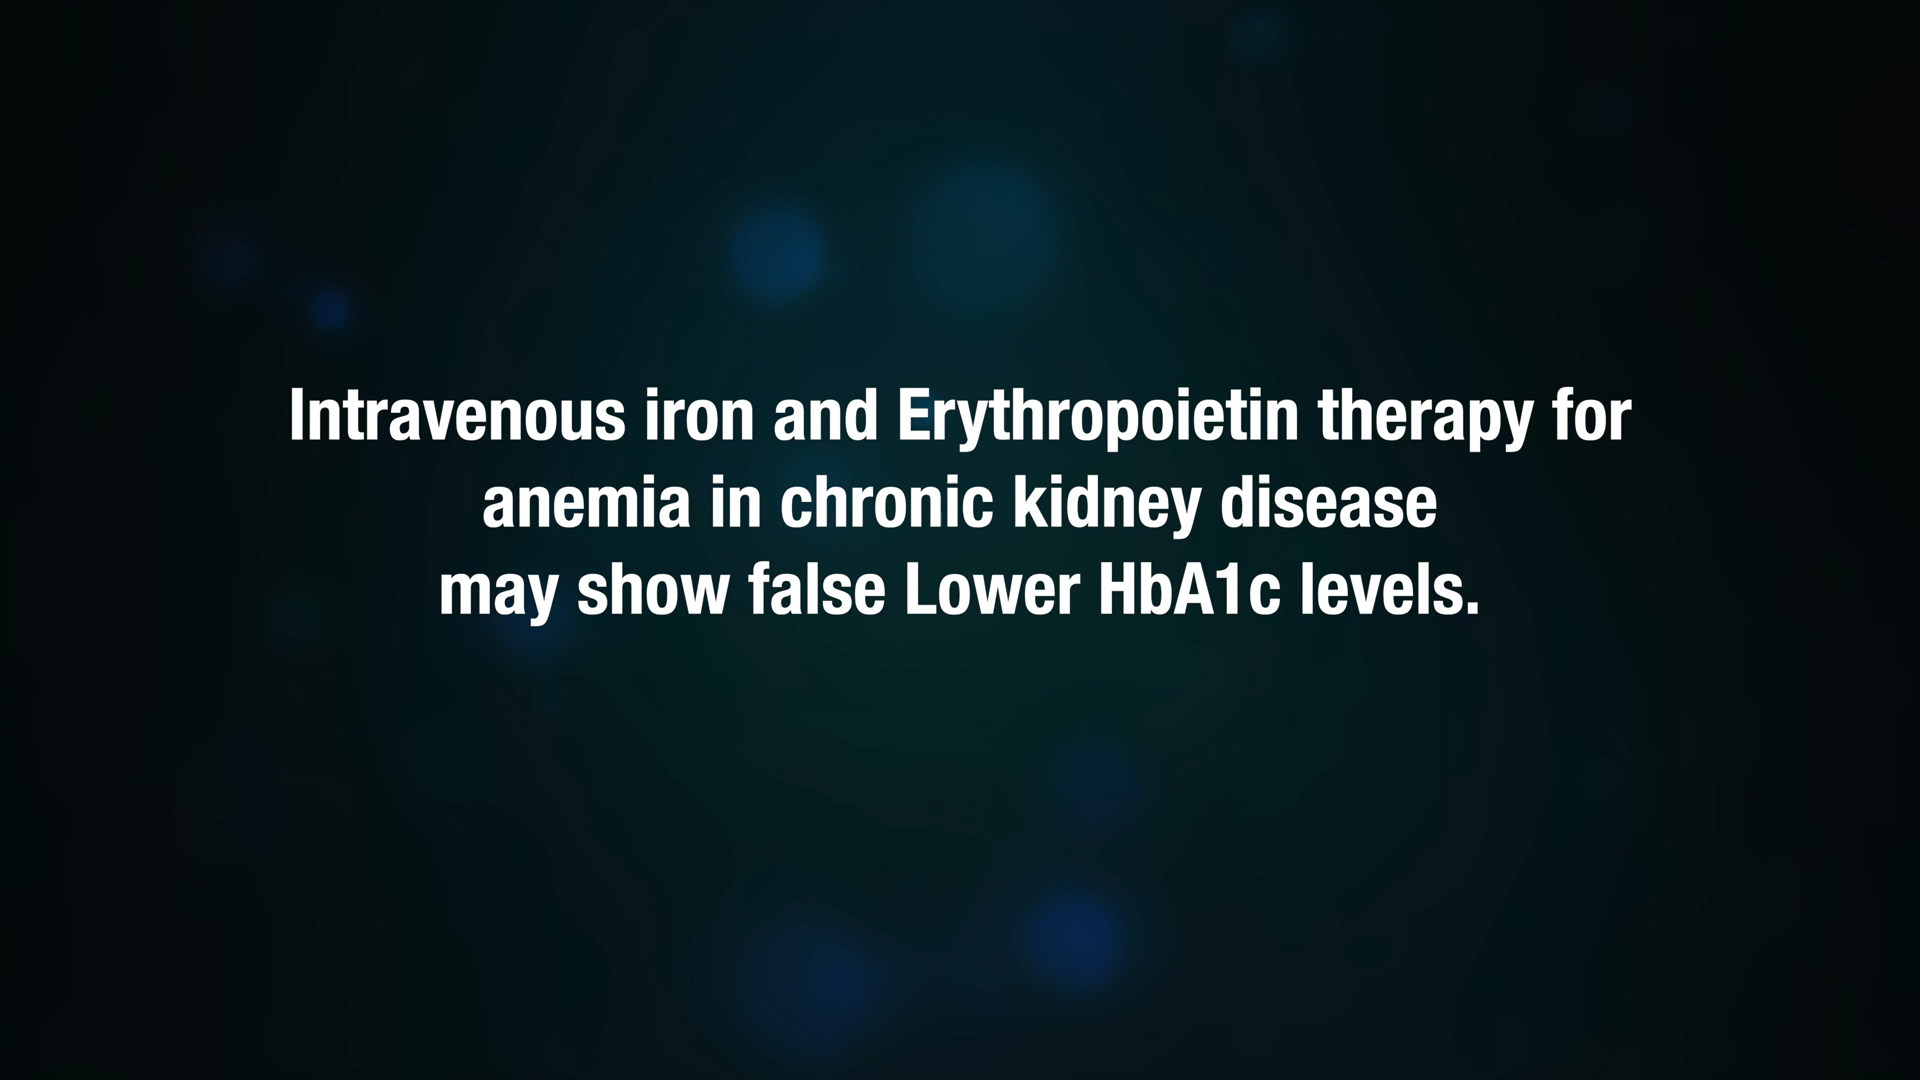 Intravenous iron and Erythropoietin therapy for
anemia in chronic kidney disease
may show false Lower HbA1c levels.